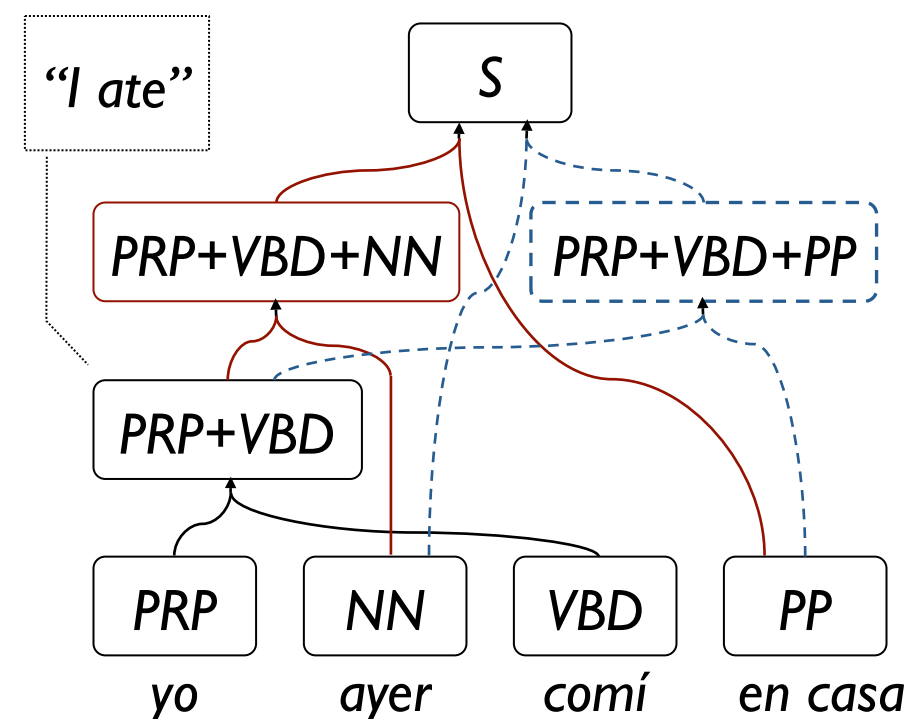 “I ate”
S
PRP+VBD+NN
PRP+VBD+PP
PRP+VBD
PRP
NN
VBD
PP
yo
ayer
comí
en casa